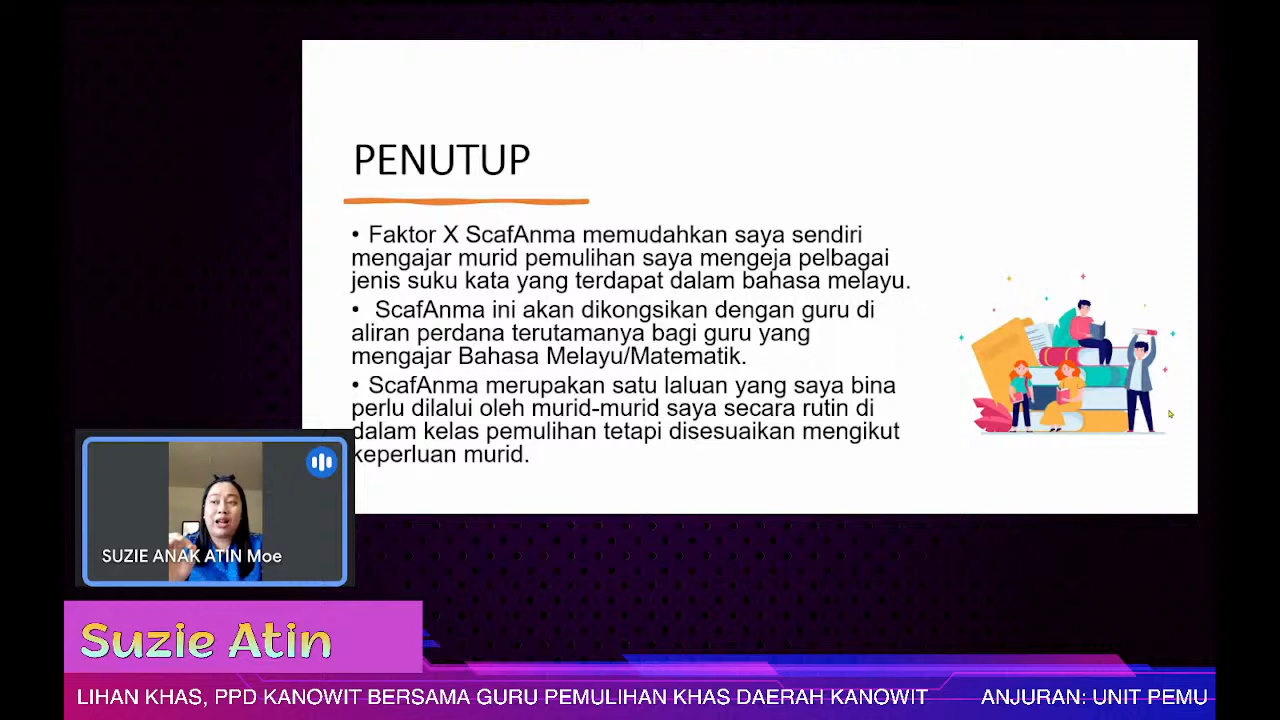 PENUTUP
• Faktor X ScafAnma memudahkan saya sendiri
mengajar murid pemulihan saya mengeja pelbagai
jenis suku kata yang terdapat dalam bahasa melayu.
• ScafAnma ini akan dikongsikan dengan guru di
aliran perdana terutamanya bagi guru yang
mengajar Bahasa Melayu/Matematik.
• ScafAnma merupakan satu laluan yang saya bina
perlu dilalui oleh murid-murid saya secara rutin di
dalam kelas pemulihan tetapi disesuaikan mengikut
keperluan murid.
SUZIE ANAK ATIN Moe
Suzie Atin
LIHAN KHAS, PPD KANOWIT BERSAMA GURU PEMULIHAN KHAS DAERAH KANOWIT ANJURAN: UNIT PEMU